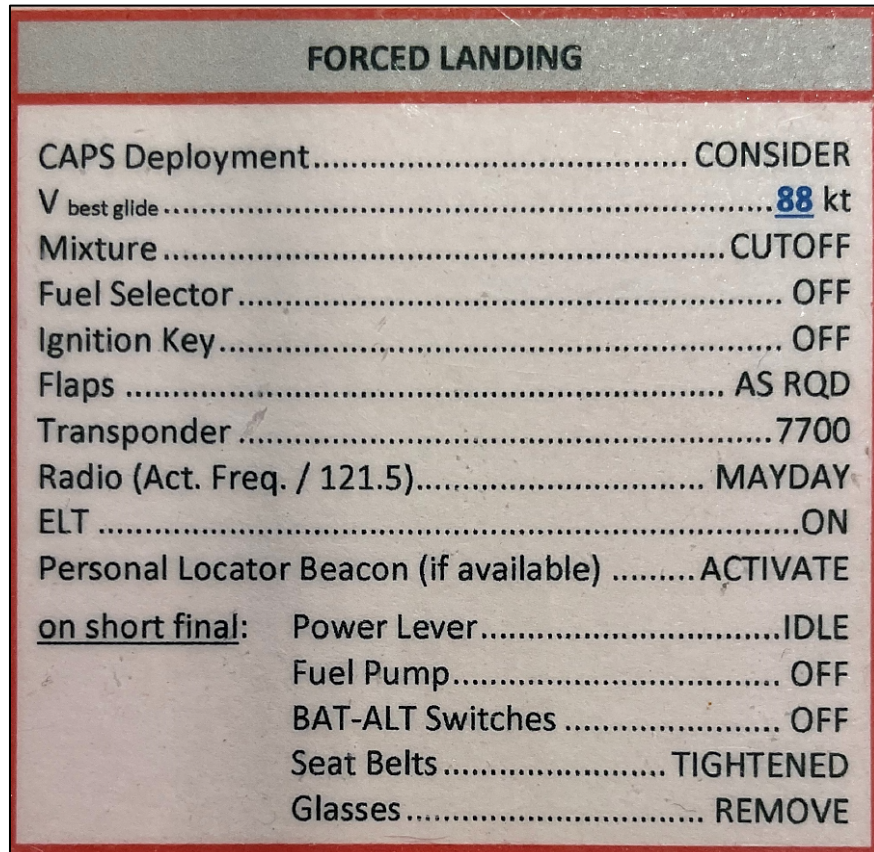 FORCED LANDING
CAPS Deployment........................................ CONSIDER
V best glide..................................................................88 kt
Mixture............................................................CUTOFF
Fuel Selector.......................................................... OFF
Ignition Key............................................................ OFF
Flaps ................................................................ AS RQD
Transponder .........................................................7700
Radio (Act. Freq. / 121.5)............................... MAYDAY
ELT ..........................................................................ON
Personal Locator Beacon (if available) .........ACTIVATE
on short final: Power Lever................................IDLE
Fuel Pump................................... OFF
BAT-ALT Switches ....................... OFF
Seat Belts........................TIGHTENED
Glasses................................. REMOVE